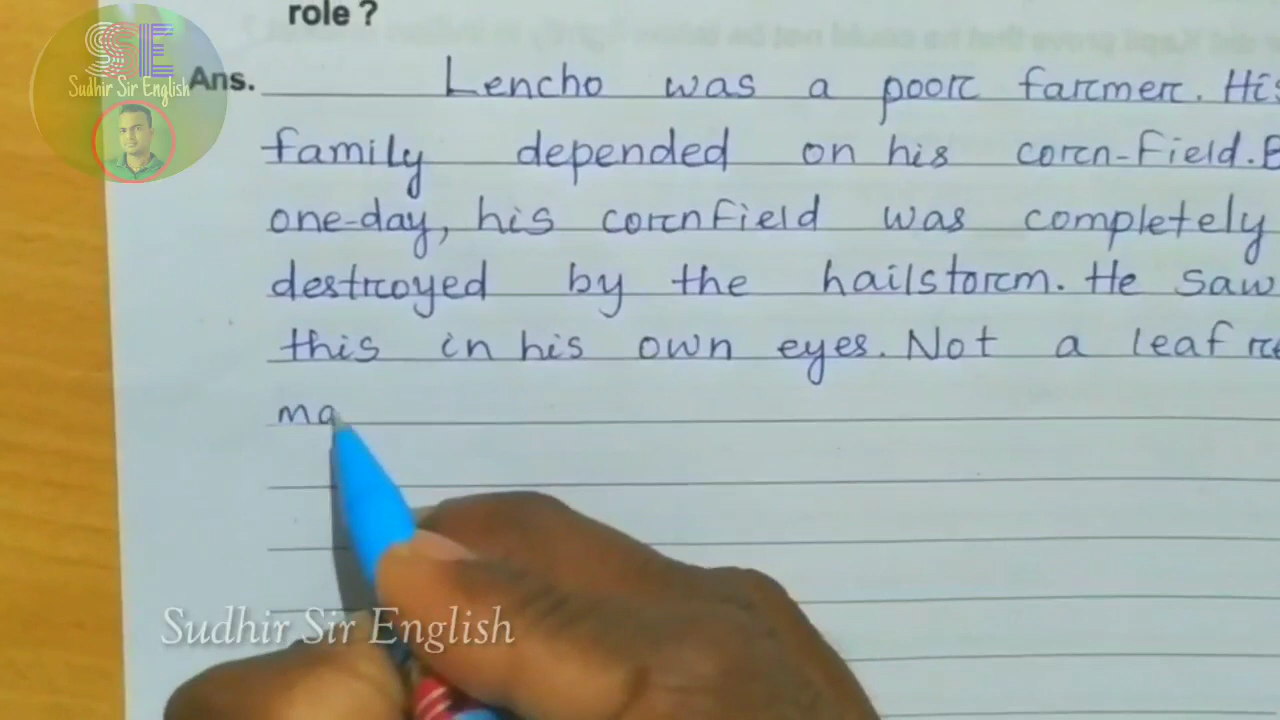 role ?
SE
Sudhir Sir English
Ans. Lencho was a poor farmer. His
family depended on his corn-field. B
one-day, his cornfield was completely
destroyed by the hailstorm. He saw
this in his own eyes. Not a leaf re
ma
Sudhir Sir English